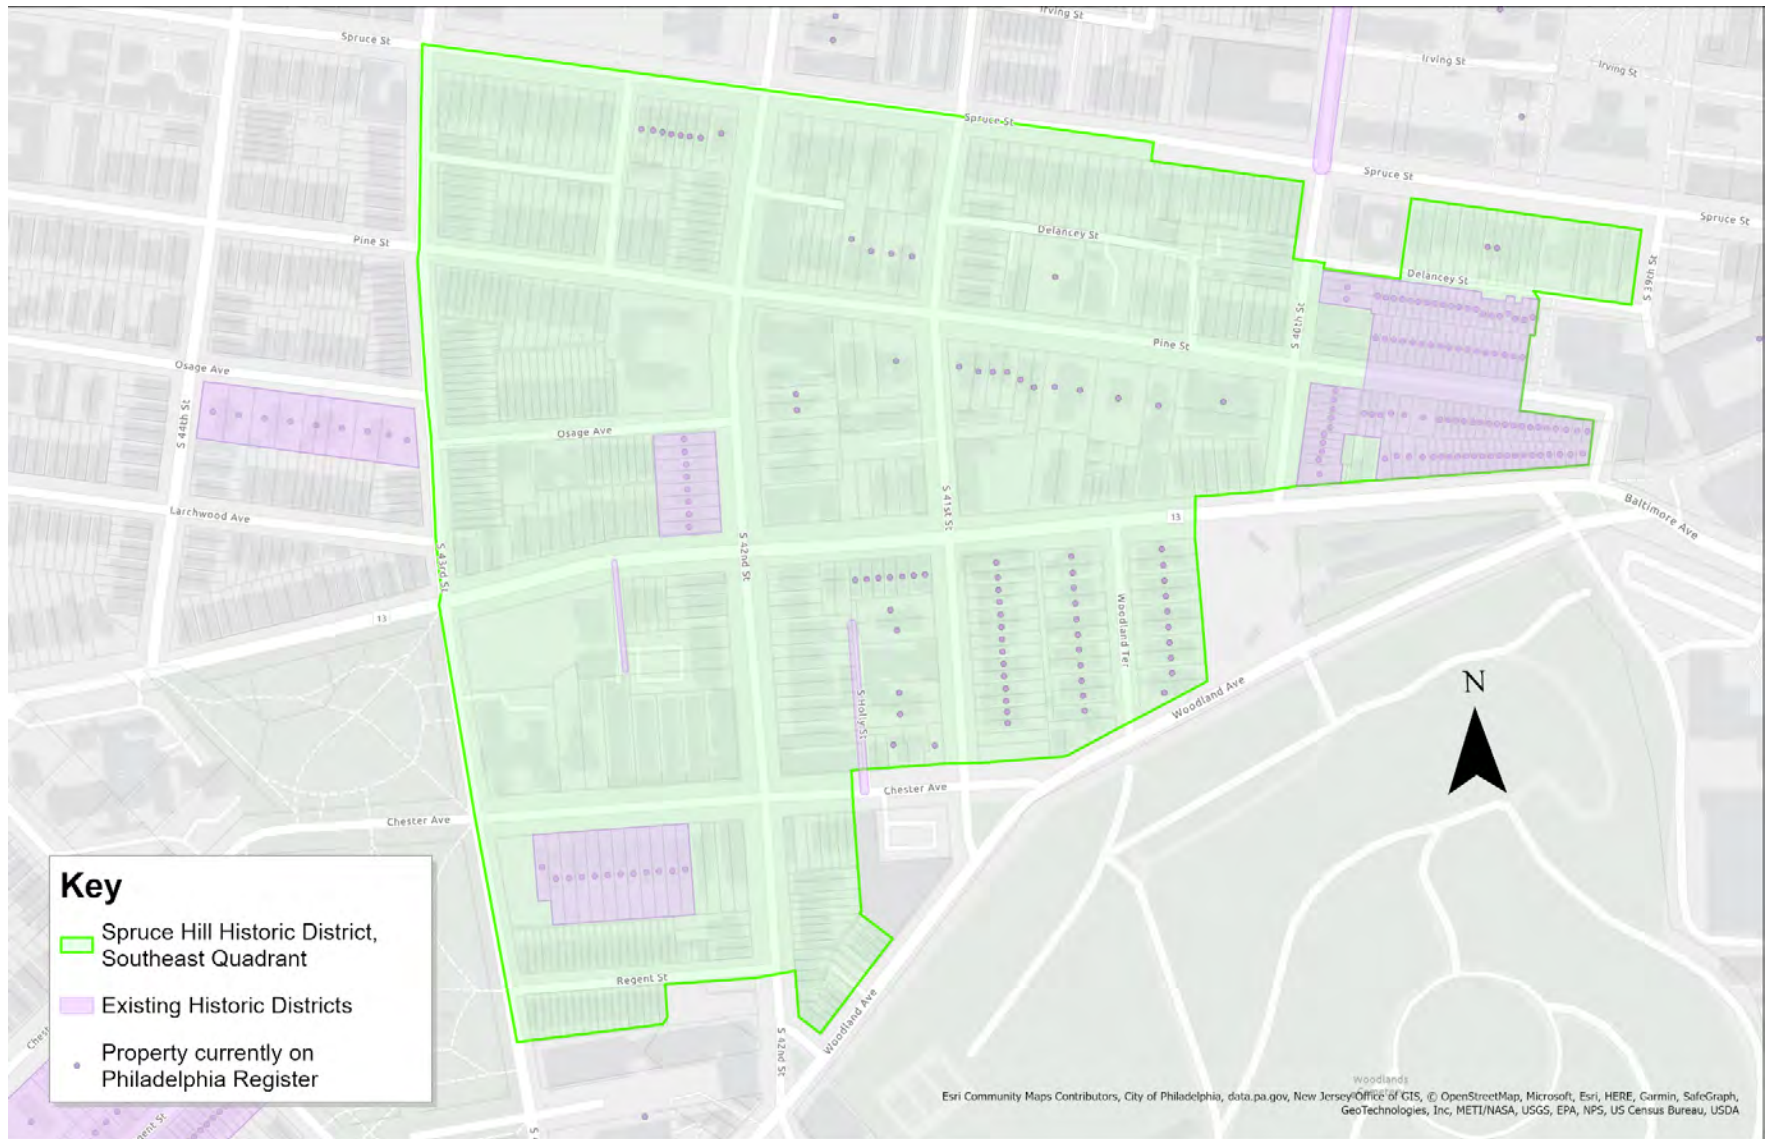 Irving St
Spruce St
Irving St
Irving St
Spruce St
Spruce St
Spruce St
Pine St
Delancey St
S 39th St
Delancey St
S 40th St
Pine St
Osage Ave
S 44th St
Osage Ave
S 41st St
Larchwood Ave
13
Baltimore Ave
S 43rd St
S 42nd St
13
Woodland Ter
N
S Holly St
Woodland Ave
Chester Ave
Chester Ave
Key
Spruce Hill Historic District,
Southeast Quadrant
Existing Historic Districts
Property currently on
Philadelphia Register
Regent St
Woodland Ave
S 42nd St
Chest
gent St
S 4
Woodlands
Esri Community Maps Contributors, City of Philadelphia, data.pa.gov, New Jersey Office of GIS, © OpenStreetMap, Microsoft, Esri, HERE, Garmin, SafeGraph,
GeoTechnologies, Inc, METI/NASA, USGS, EPA, NPS, US Census Bureau, USDA